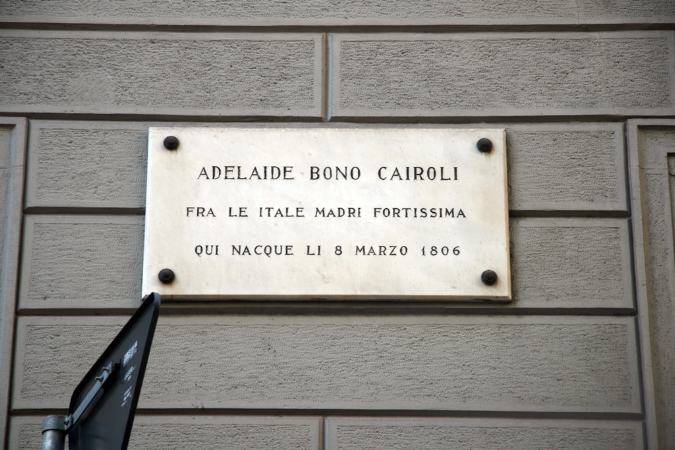 ADELAIDE BONO CAIROLI
FRA LE ITALE MADRI FORTISSIMA
QUI NACQUE LI 8 MARZO 1806